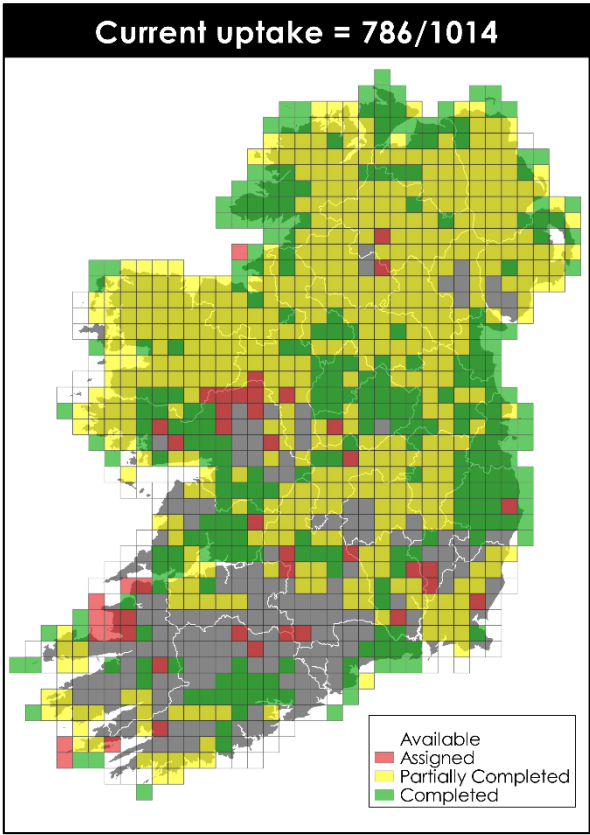 Current uptake = 786/1014
Available
Assigned
Partially Completed
Completed